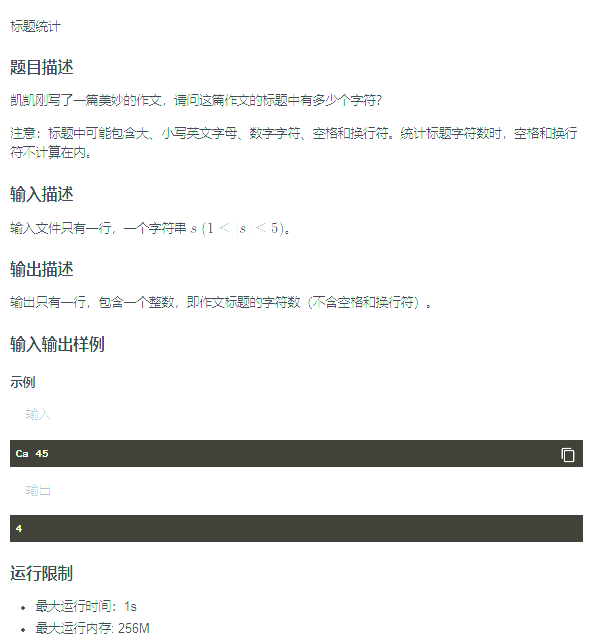 标题统计
题目描述
凯凯刚写了一篇美妙的作文，请问这篇作文的标题中有多少个字符？
注意：标题中可能包含大、小写英文字母、数字字符、空格和换行符。统计标题字符数时，空格和换行
符不计算在内。
输入描述
输入文件只有一行，一个字符串 s (1 < |s| < 5)。
输出描述
输出只有一行，包含一个整数，即作文标题的字符数（不含空格和换行符）。
输入输出样例
示例
输入
Ca 45
输出
4
运行限制
• 最大运行时间：1s
• 最大运行内存: 256M